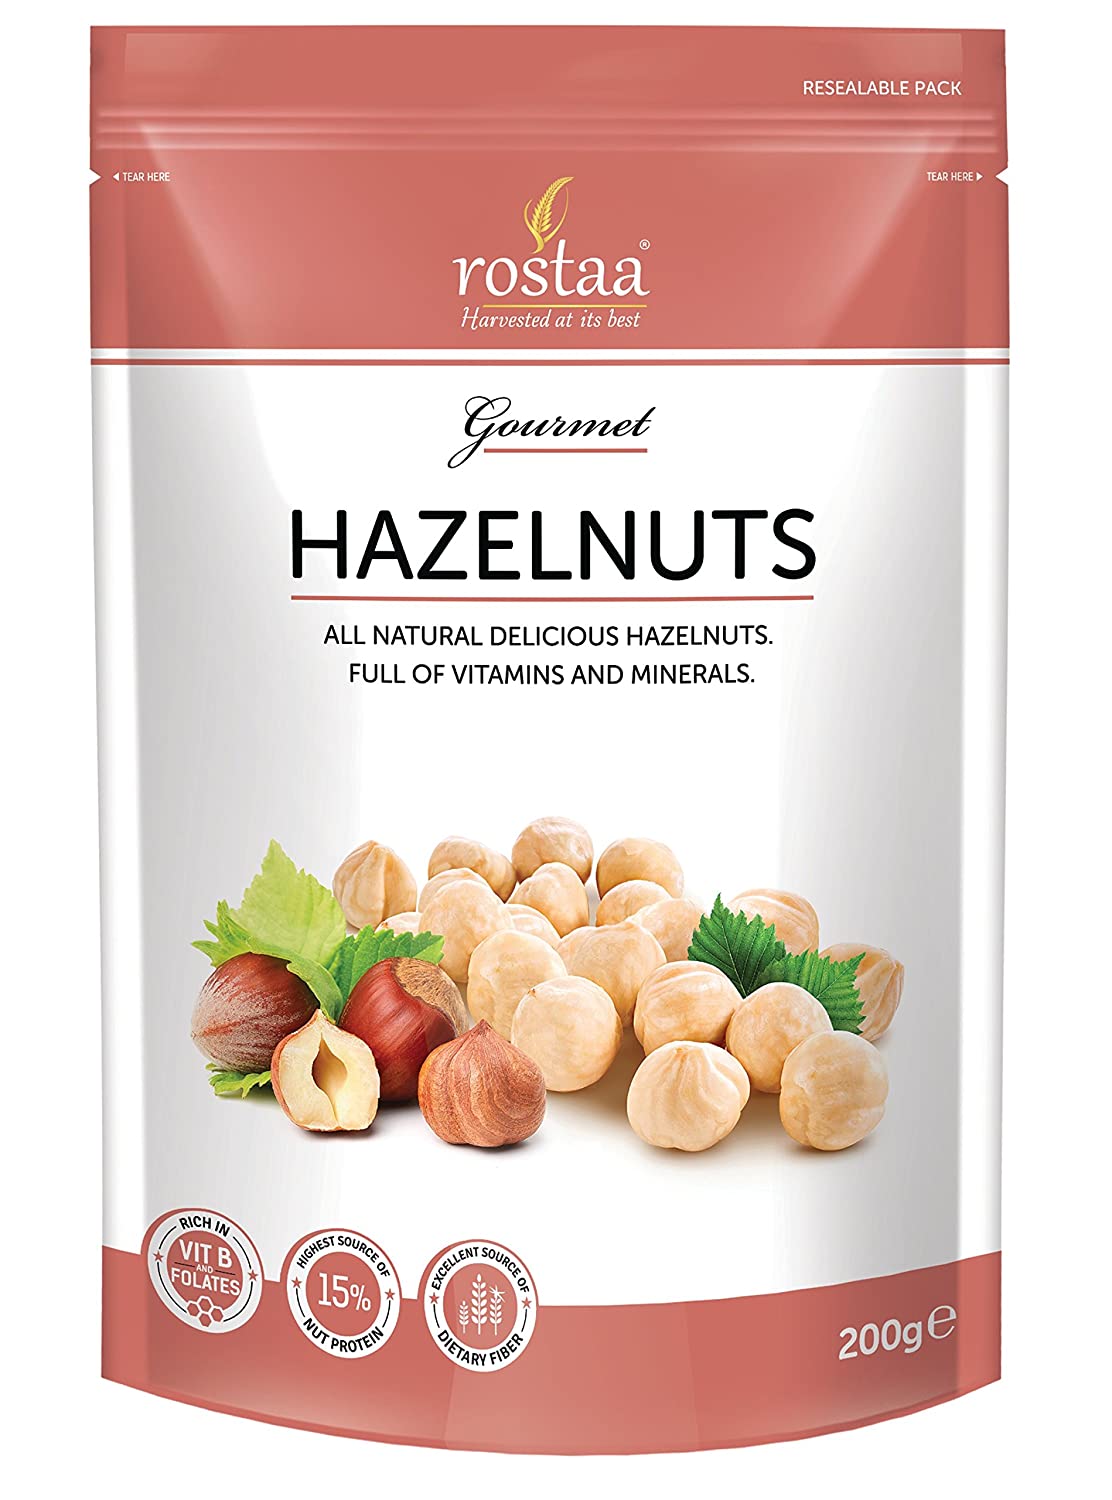 RESEALABLE PACK
◄ TEAR HERE
TEAR HERE ►
rostaa®
Harvested at its best
Gourmet
HAZELNUTS
ALL NATURAL DELICIOUS HAZELNUTS.
FULL OF VITAMINS AND MINERALS.
RICH IN
VIT B
AND
FOLATES
HIGHEST SOURCE OF
15%
NUT PROTEIN
EXCELLENT SOURCE OF
DIETARY FIBER
200g℮